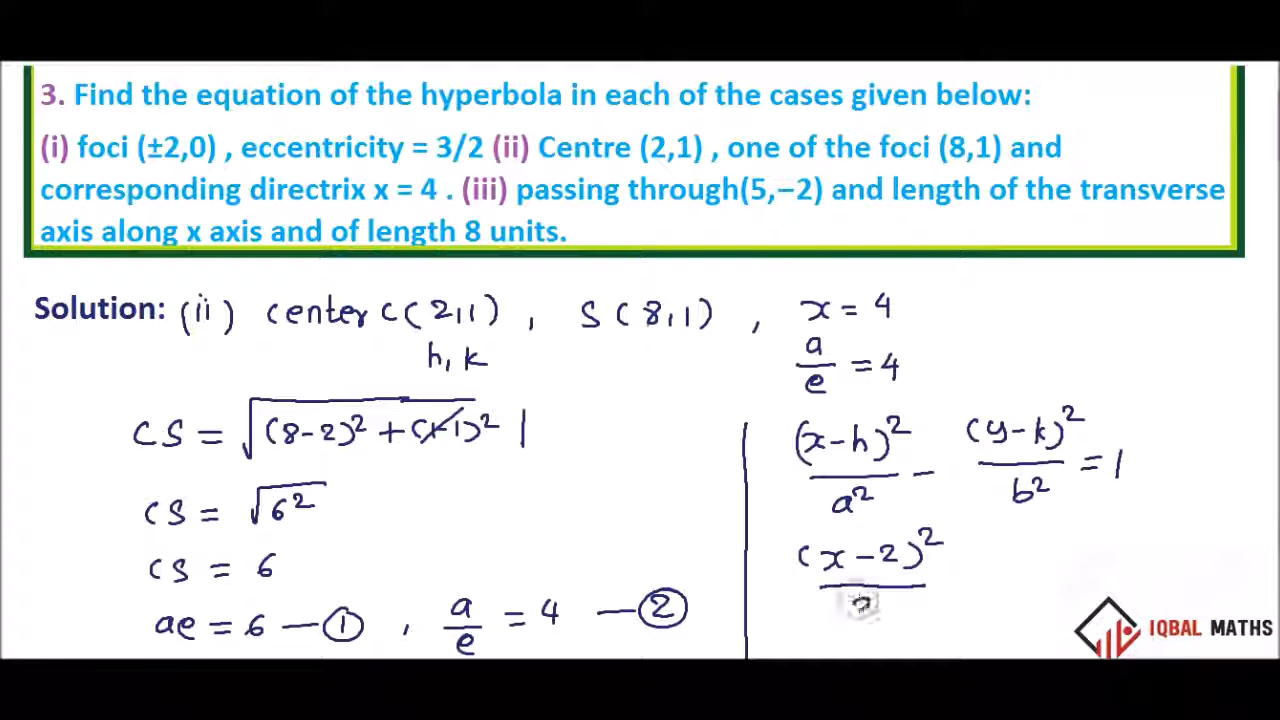 3. Find the equation of the hyperbola in each of the cases given below:
(i) foci (±2,0) , eccentricity = 3/2 (ii) Centre (2,1) , one of the foci (8,1) and
corresponding directrix x = 4 . (iii) passing through(5,−2) and length of the transverse
axis along x axis and of length 8 units.
Solution: (ii) center C(2,1) , S(8,1) , x = 4
h, k
a/e = 4
CS = √(8-2)² + (1-1)²
(x-h)²/a² - (y-k)²/b² = 1
CS = √6²
(x-2)²
CS = 6
ae = 6 —①, a/e = 4 —②
IQBAL MATHS